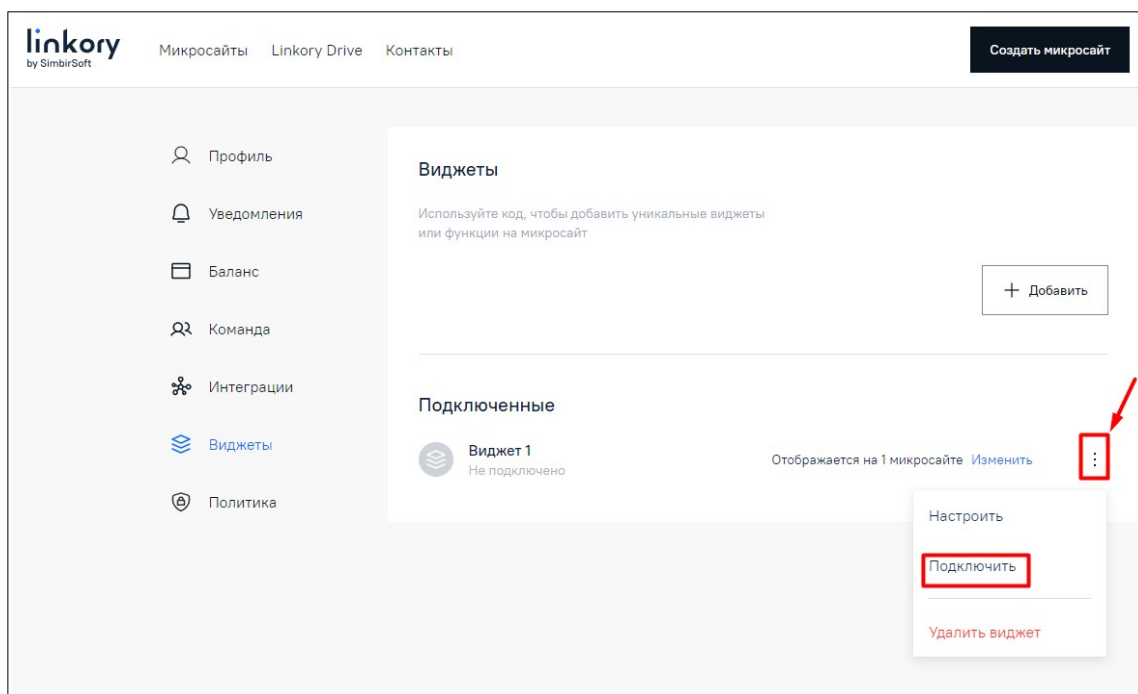 linkory
by SimbirSoft
Микросайты Linkory Drive Контакты
Создать микросайт
Профиль
Уведомления
Баланс
Команда
Интеграции
Виджеты
Политика
Виджеты
Используйте код, чтобы добавить уникальные виджеты
или функции на микросайт
+ Добавить
Подключенные
Виджет 1
Не подключено
Отображается на 1 микросайте Изменить
Настроить
Подключить
Удалить виджет